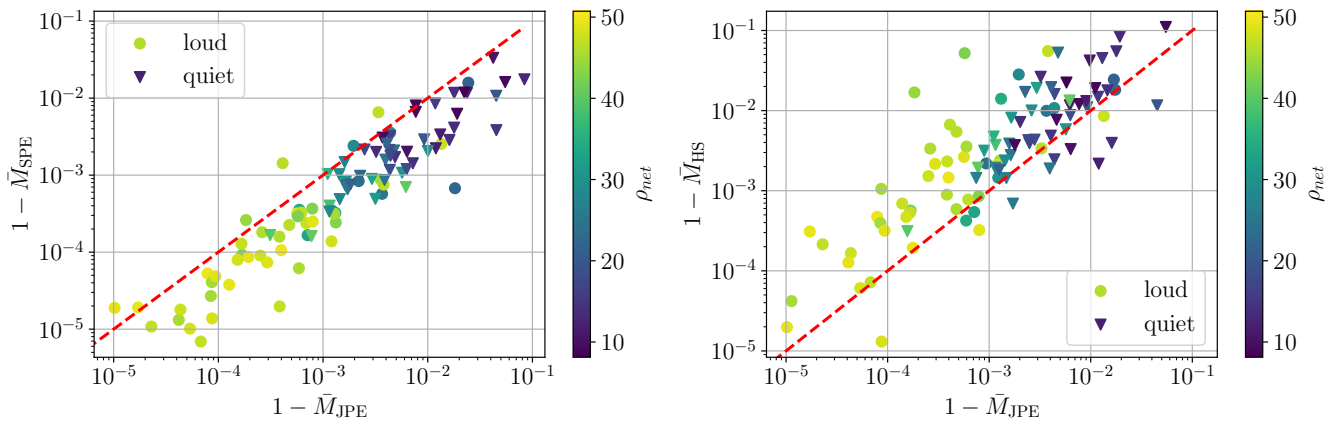 10⁻¹
10⁻²
10⁻³
10⁻⁴
10⁻⁵
1 − M̄_SPE
loud
quiet
10⁻⁵ 10⁻⁴ 10⁻³ 10⁻² 10⁻¹
1 − M̄_JPE
50
40
30
20
10
ρ_net
10⁻¹
10⁻²
10⁻³
10⁻⁴
10⁻⁵
1 − M̄_HS
loud
quiet
10⁻⁵ 10⁻⁴ 10⁻³ 10⁻² 10⁻¹
1 − M̄_JPE
50
40
30
20
10
ρ_net